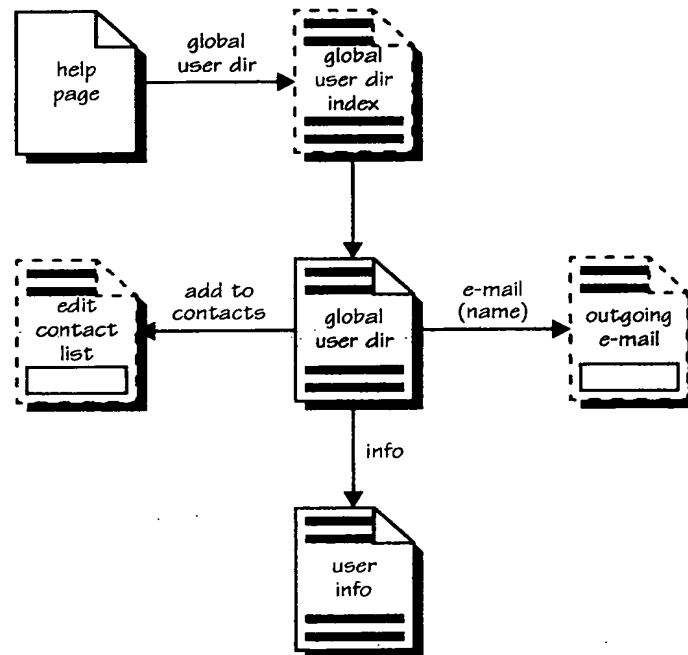 help
page
global
user dir
global
user dir
index
edit
contact
list
add to
contacts
global
user dir
e-mail
(name)
outgoing
e-mail
info
user
info